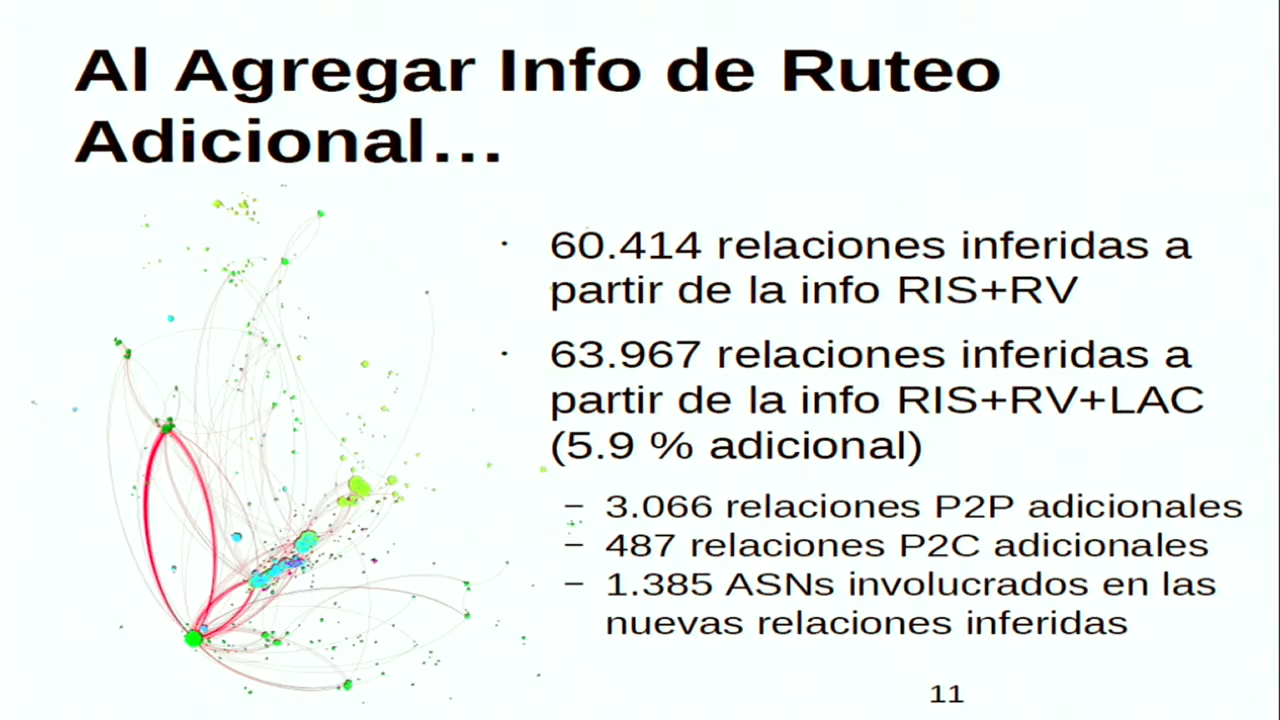 Al Agregar Info de Ruteo
Adicional…
· 60.414 relaciones inferidas a
partir de la info RIS+RV
· 63.967 relaciones inferidas a
partir de la info RIS+RV+LAC
(5.9 % adicional)
– 3.066 relaciones P2P adicionales
– 487 relaciones P2C adicionales
– 1.385 ASNs involucrados en las
nuevas relaciones inferidas
11